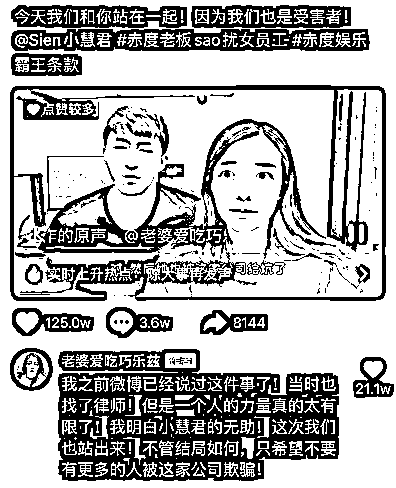 今天我们和你站在一起！因为我们也是受害者！
@Sien小慧君 #赤度老板sao扰女员工 #赤度娱乐
霸王条款
点赞较多
作的原声 @老婆爱吃巧
实时上升热点
司给坑了
125.0w 3.6w 8144
老婆爱吃巧乐兹
我之前微博已经说过这件事了！当时也
找了律师！但是一个人的力量真的太有
限了！我明白小慧君的无助！这次我们
也站出来！不管结局如何，只希望不要
有更多的人被这家公司欺骗！
21.1w